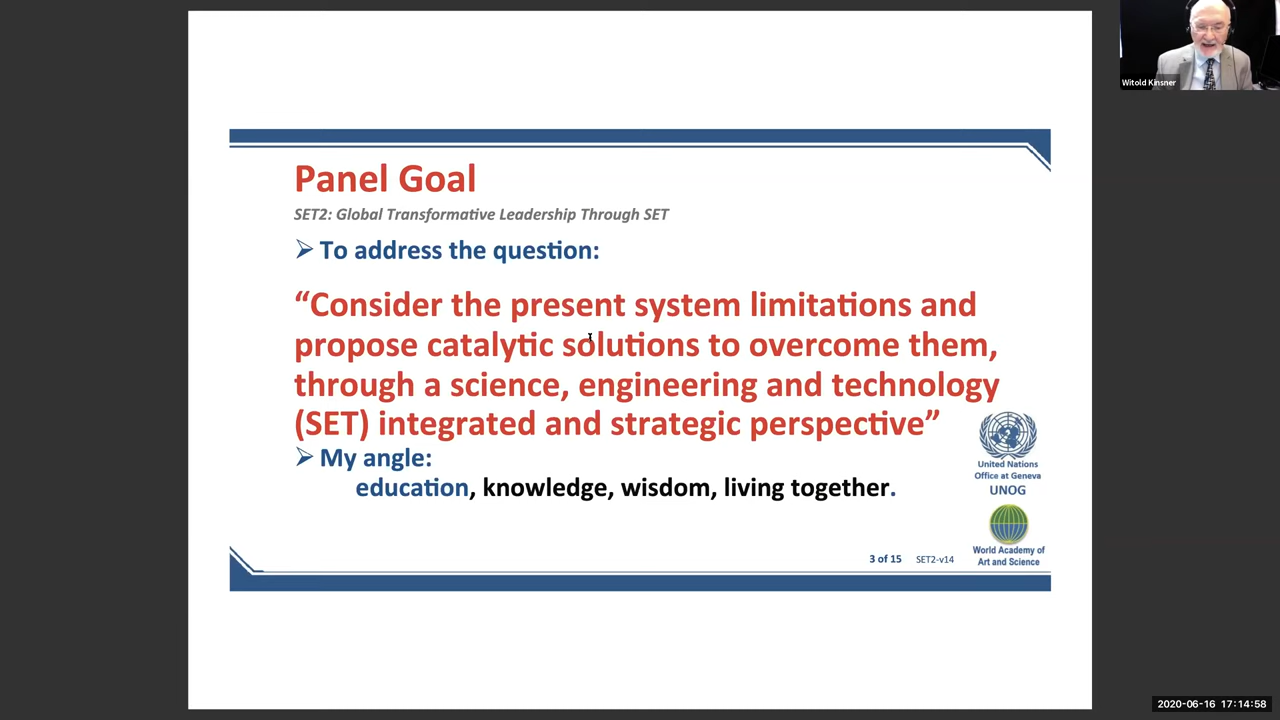 Witold Kinsner
Panel Goal
SET2: Global Transformative Leadership Through SET
➢ To address the question:
“Consider the present system limitations and
propose catalytic solutions to overcome them,
through a science, engineering and technology
(SET) integrated and strategic perspective”
➢ My angle:
education, knowledge, wisdom, living together.
United Nations
Office at Geneva
UNOG
World Academy of
Art and Science
3 of 15 SET2-v14
2020-06-16 17:14:58